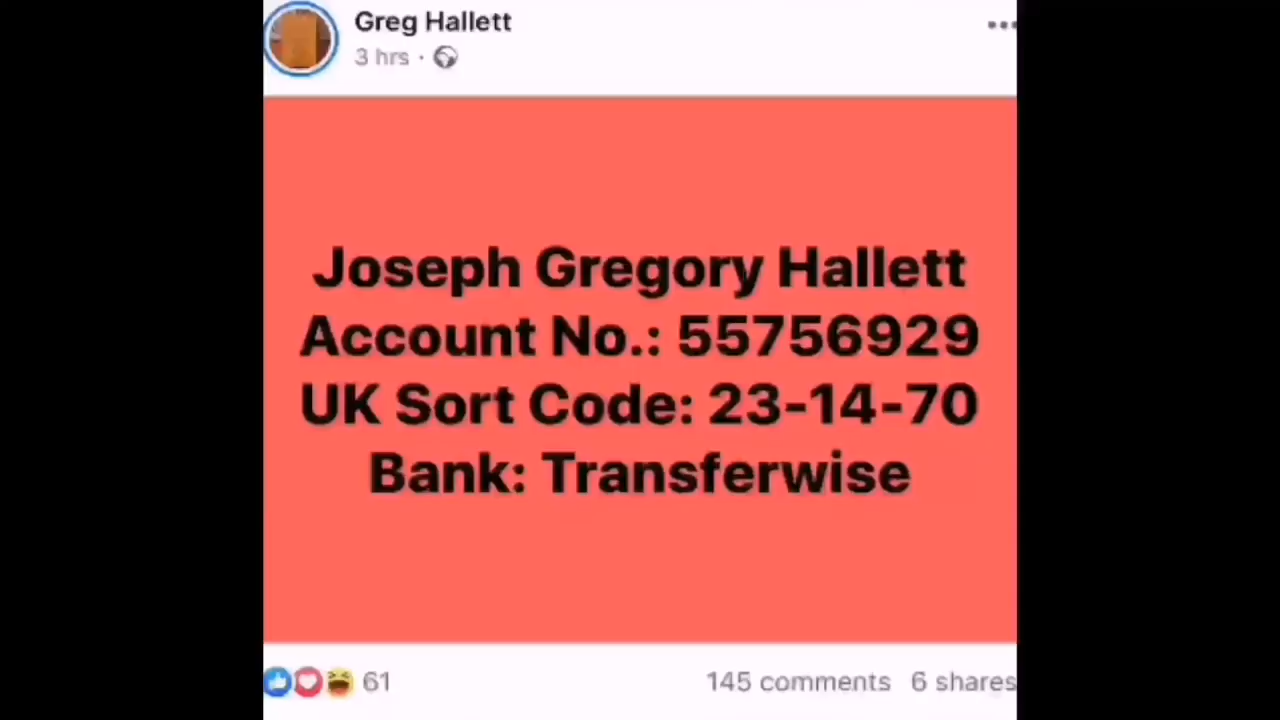 Greg Hallett
3 hrs ·
Joseph Gregory Hallett
Account No.: 55756929
UK Sort Code: 23-14-70
Bank: Transferwise
61 145 comments 6 shares